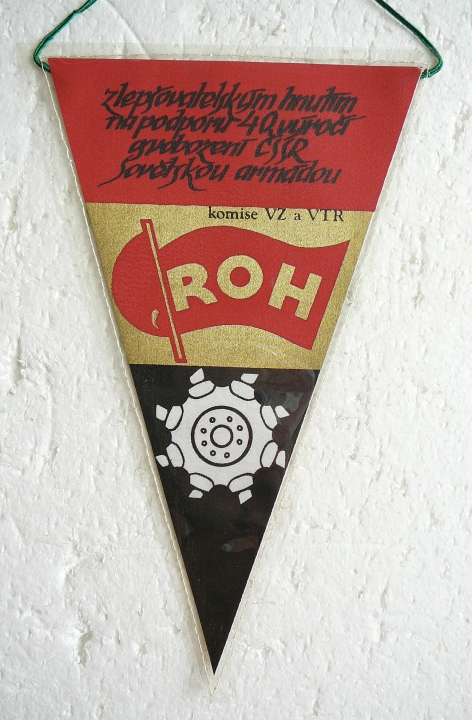 zlepšovatelským hnutím
na podporu 40.výročí
osvobození ČSSR
Sovětskou armádou
komise VZ a VTR
ROH